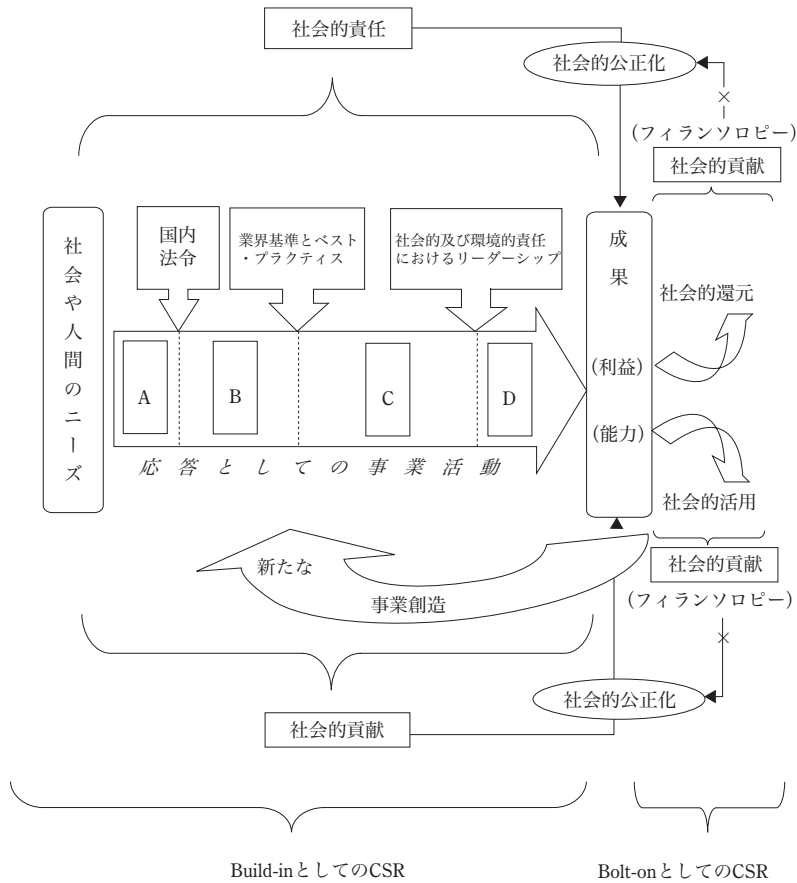 社会的責任
社会的公正化
×
(フィランソロピー)
社会的貢献
社会や人間のニーズ
国内
法令
業界基準とベスト
・プラクティス
社会的及び環境的責任
におけるリーダーシップ
成果
(利益)
(能力)
社会的還元
A
B
C
D
応答としての事業活動
社会的活用
新たな
事業創造
社会的貢献
(フィランソロピー)
×
社会的公正化
社会的貢献
Build-inとしてのCSR
Bolt-onとしてのCSR